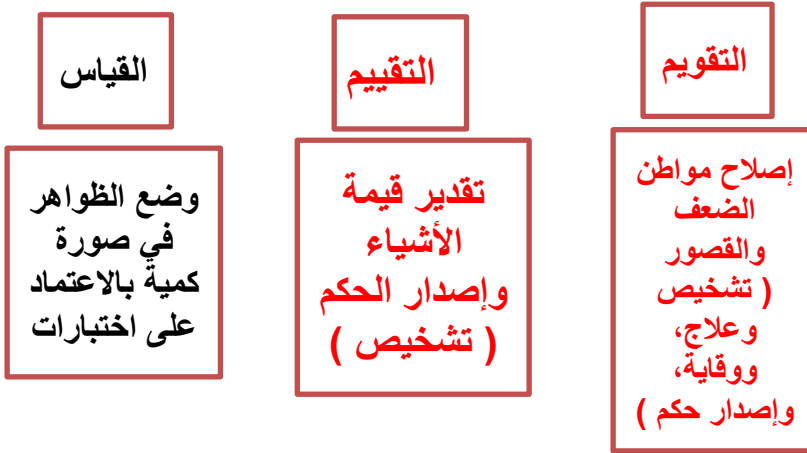 التقويم
إصلاح مواطن
الضعف
والقصور
( تشخيص
وعلاج،
ووقاية،
وإصدار حكم )
التقييم
تقدير قيمة
الأشياء
وإصدار الحكم
( تشخيص )
القياس
وضع الظواهر
في صورة
كمية بالاعتماد
على اختبارات